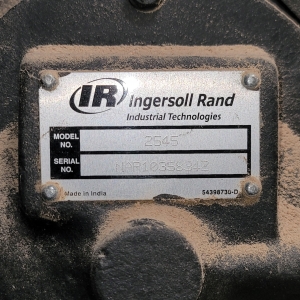 IR Ingersoll Rand
Industrial Technologies
MODEL NO. 2545
SERIAL NO.
Made in India 54398730-D